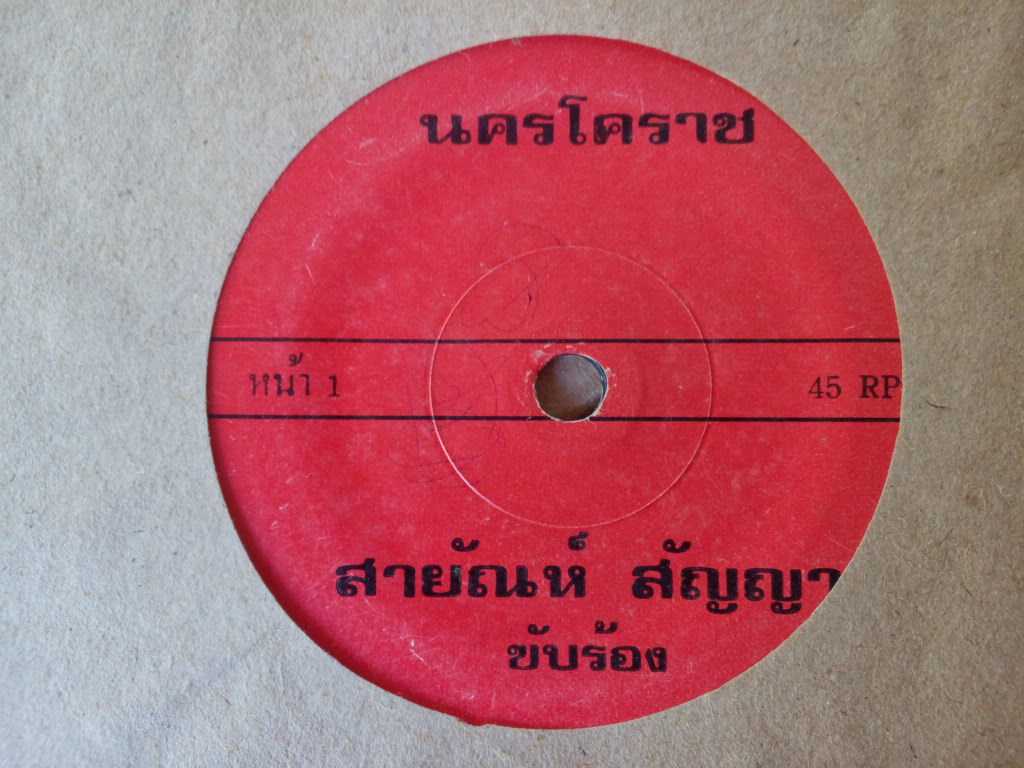 นครโคราช
หน้า 1 45 RP
สายัณห์ สัญญา
ขับร้อง